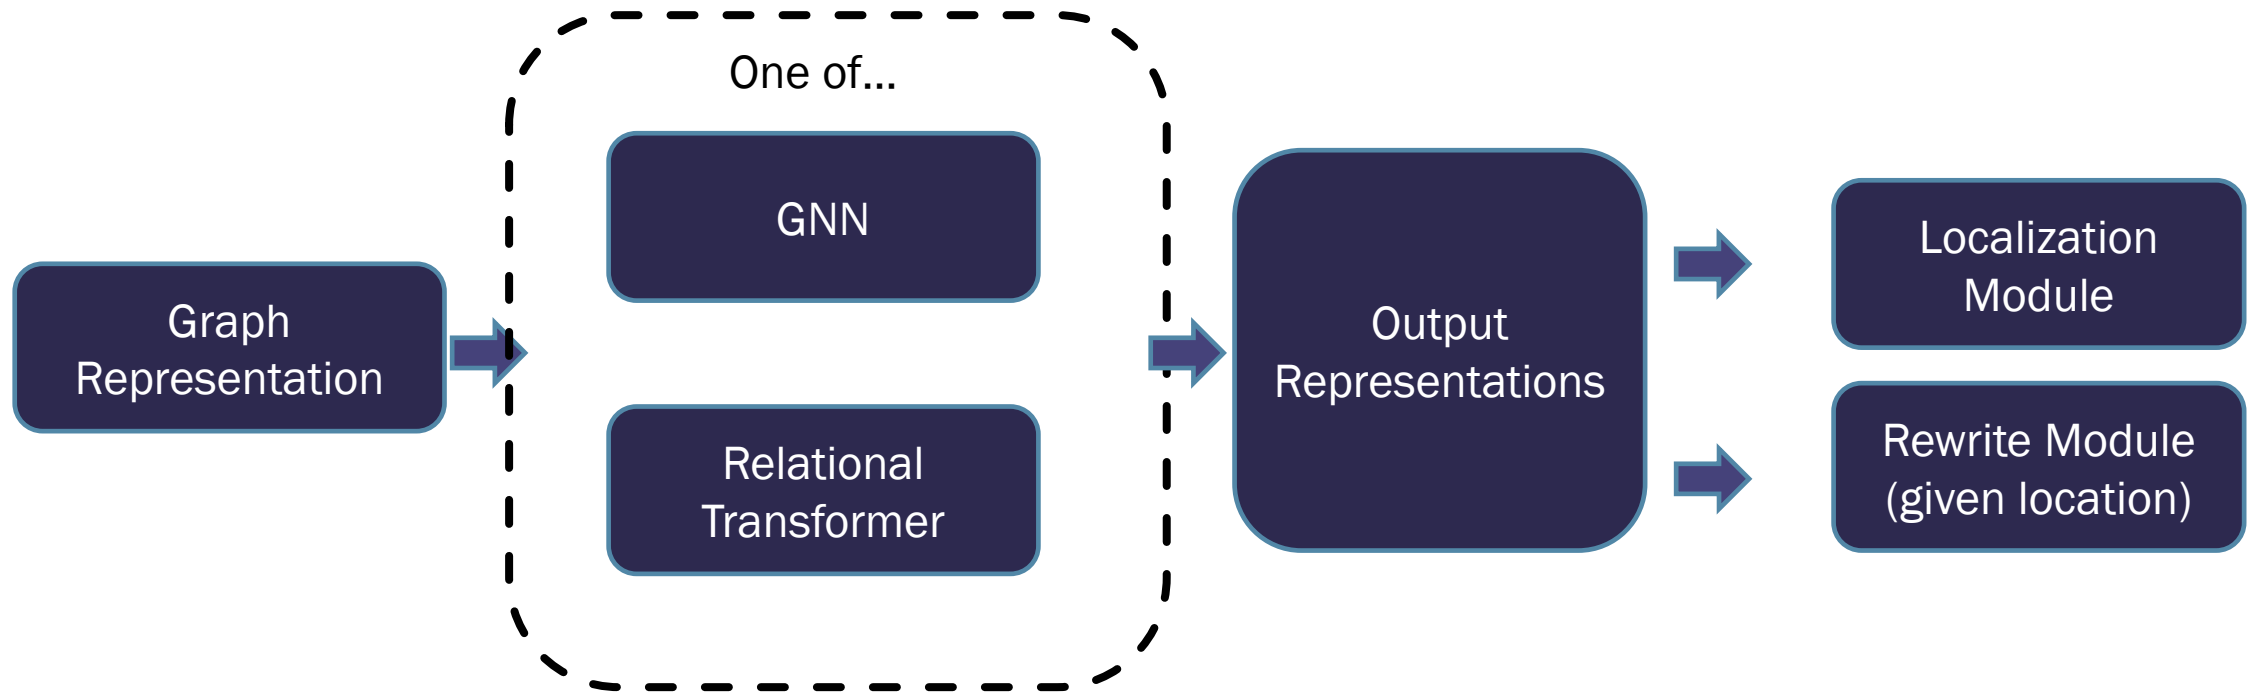 One of...
GNN
Graph
Representation
Relational
Transformer
Output
Representations
Localization
Module
Rewrite Module
(given location)